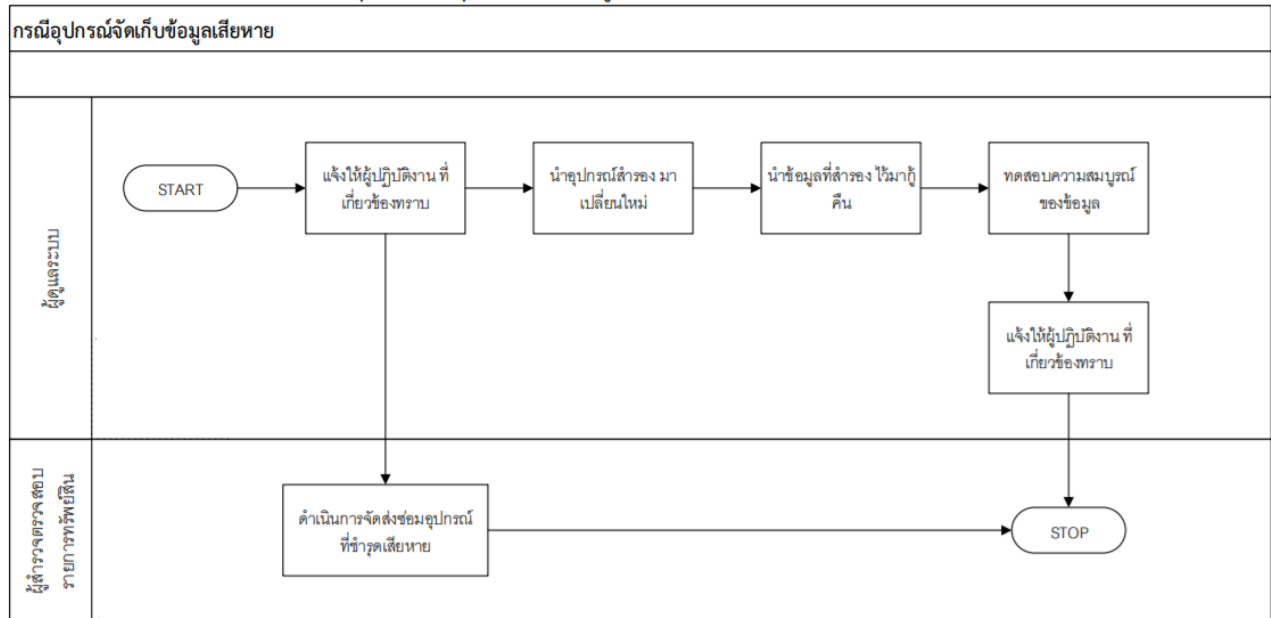 กรณีอุปกรณ์จัดเก็บข้อมูลเสียหาย
ผู้ดูแลระบบ
START
แจ้งให้ผู้ปฏิบัติงาน ที่
เกี่ยวข้องทราบ
นำอุปกรณ์สำรอง มา
เปลี่ยนใหม่
นำข้อมูลที่สำรอง ไว้มากู้
คืน
ทดสอบความสมบูรณ์
ของข้อมูล
แจ้งให้ผู้ปฏิบัติงาน ที่
เกี่ยวข้องทราบ
ผู้สำรวจตรวจสอบ
รายการทรัพย์สิน
ดำเนินการจัดส่งซ่อมอุปกรณ์
ที่ชำรุดเสียหาย
STOP